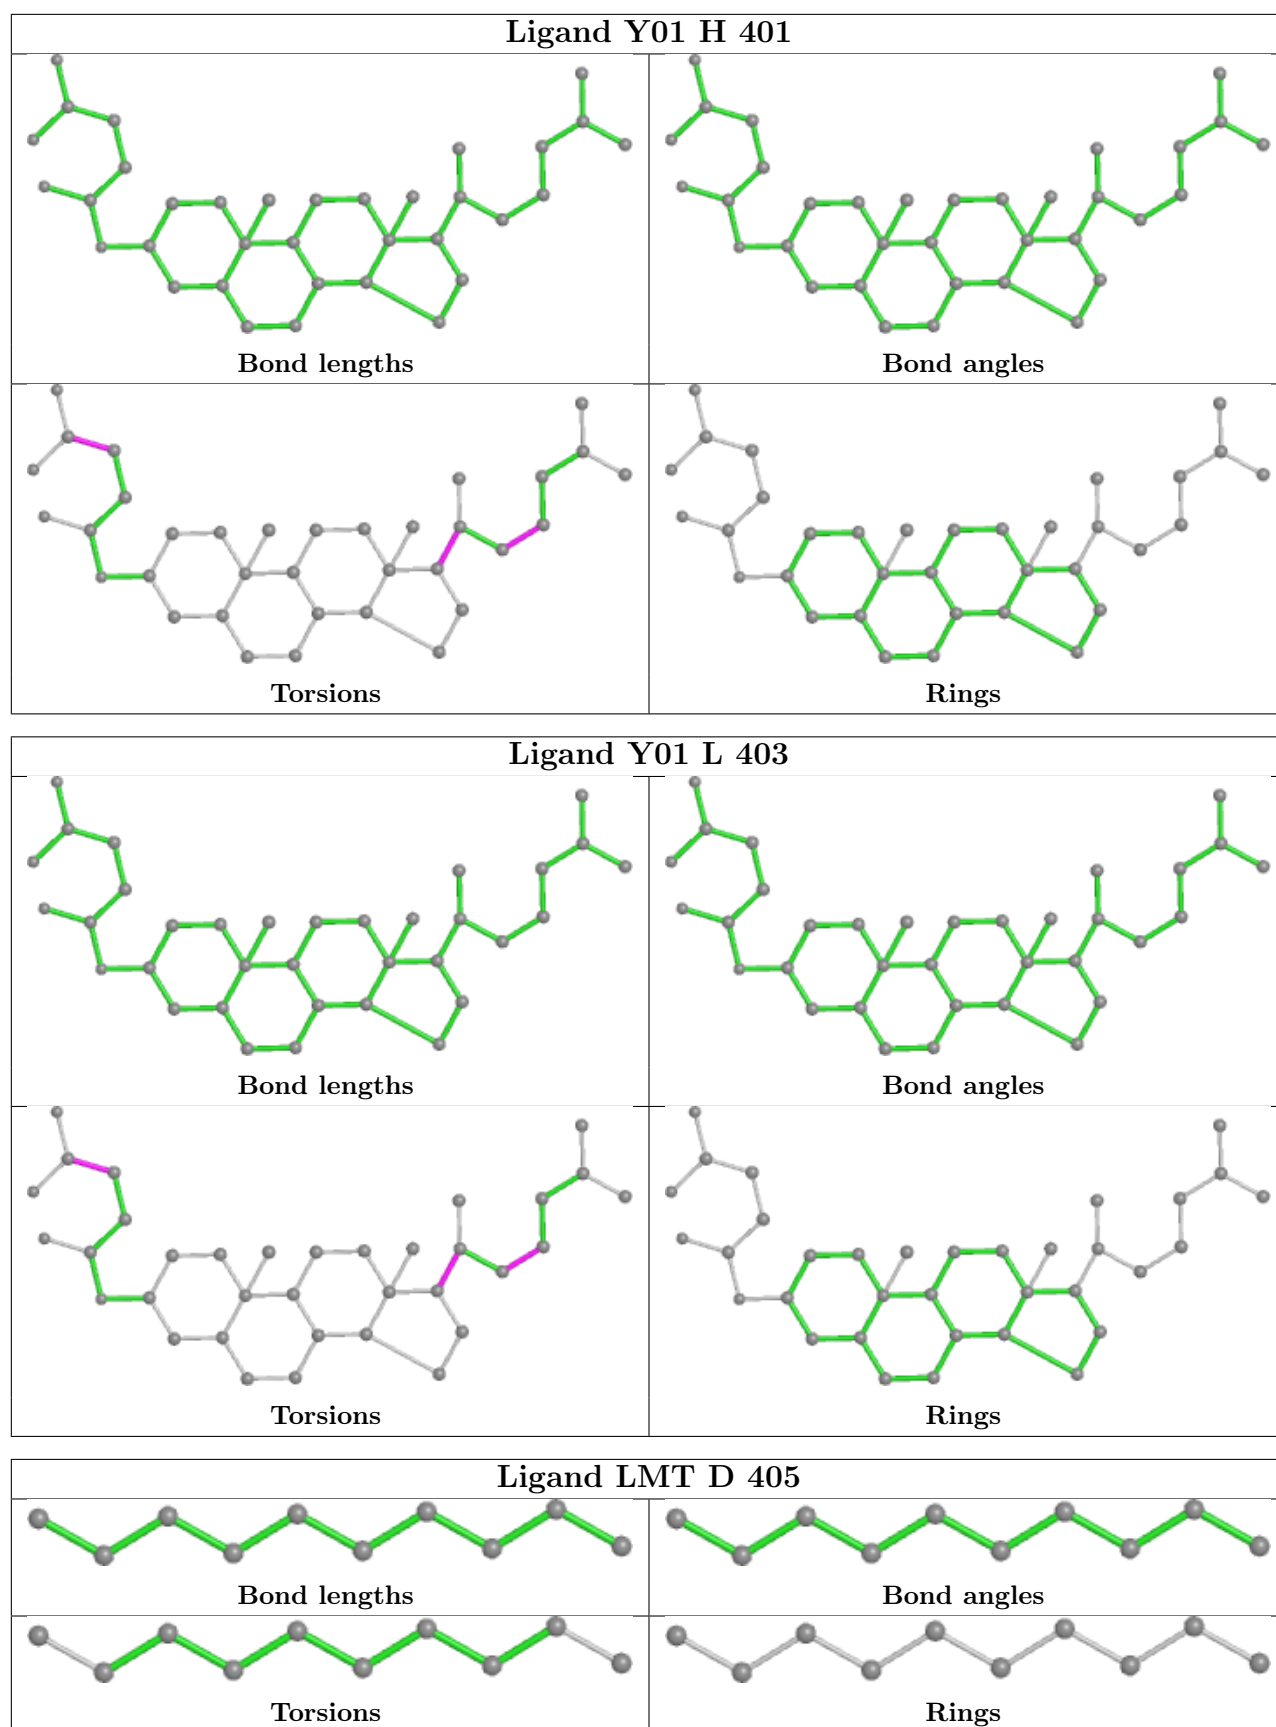 Ligand Y01 H 401
Bond lengths
Bond angles
Torsions
Rings
Ligand Y01 L 403
Bond lengths
Bond angles
Torsions
Rings
Ligand LMT D 405
Bond lengths
Bond angles
Torsions
Rings